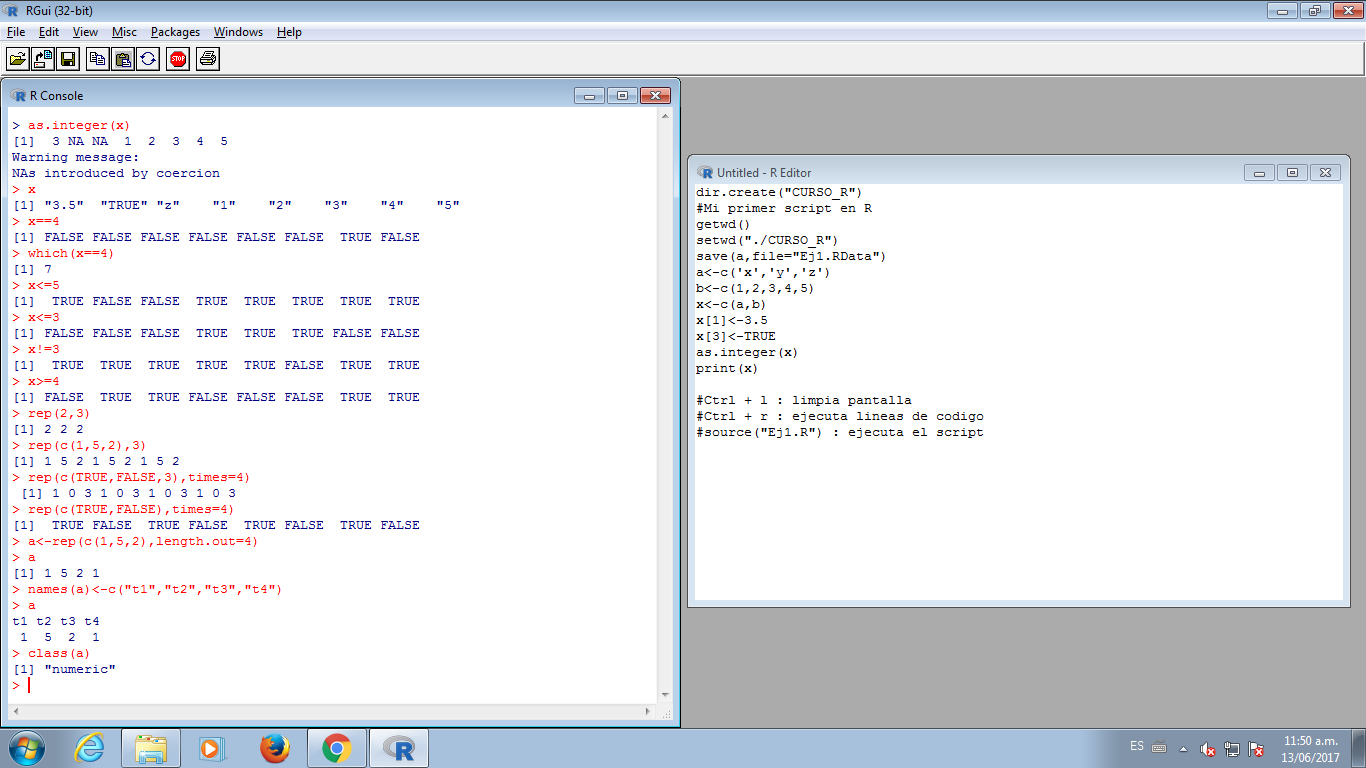 RGui (32-bit)
File Edit View Misc Packages Windows Help
STOP
R Console
> as.integer(x)
[1]  3 NA NA  1  2  3  4  5
Warning message:
NAs introduced by coercion
> x
[1] "3.5"  "TRUE" "z"    "1"    "2"    "3"    "4"    "5"
> x==4
[1] FALSE FALSE FALSE FALSE FALSE FALSE  TRUE FALSE
> which(x==4)
[1] 7
> x<=5
[1]  TRUE FALSE FALSE  TRUE  TRUE  TRUE  TRUE  TRUE
> x<=3
[1] FALSE FALSE FALSE  TRUE  TRUE  TRUE FALSE FALSE
> x!=3
[1]  TRUE  TRUE  TRUE  TRUE  TRUE FALSE  TRUE  TRUE
> x>=4
[1] FALSE  TRUE  TRUE FALSE FALSE FALSE  TRUE  TRUE
> rep(2,3)
[1] 2 2 2
> rep(c(1,5,2),3)
[1] 1 5 2 1 5 2 1 5 2
> rep(c(TRUE,FALSE,3),times=4)
 [1] 1 0 3 1 0 3 1 0 3 1 0 3
> rep(c(TRUE,FALSE),times=4)
[1]  TRUE FALSE  TRUE FALSE  TRUE FALSE  TRUE FALSE
> a<-rep(c(1,5,2),length.out=4)
> a
[1] 1 5 2 1
> names(a)<-c("t1","t2","t3","t4")
> a
t1 t2 t3 t4
 1  5  2  1
> class(a)
[1] "numeric"
>
Untitled - R Editor
dir.create("CURSO_R")
#Mi primer script en R
getwd()
setwd("./CURSO_R")
save(a,file="Ej1.RData")
a<-c('x','y','z')
b<-c(1,2,3,4,5)
x<-c(a,b)
x[1]<-3.5
x[3]<-TRUE
as.integer(x)
print(x)
#Ctrl + l : limpia pantalla
#Ctrl + r : ejecuta lineas de codigo
#source("Ej1.R") : ejecuta el script
ES
11:50 a.m.
13/06/2017